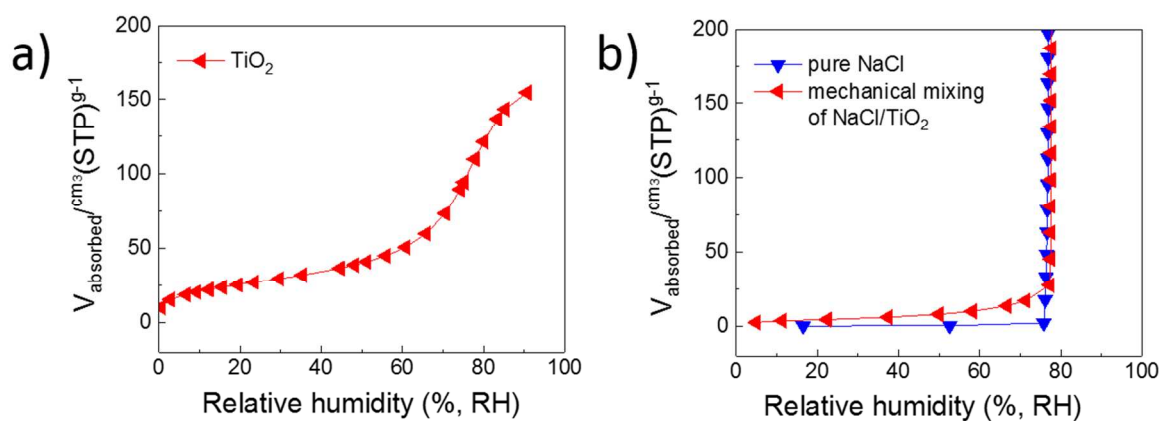 a)
TiO₂
V_absorbed/cm³(STP)g⁻¹
200
150
100
50
0
0 20 40 60 80 100
Relative humidity (%, RH)
b)
pure NaCl
mechanical mixing
of NaCl/TiO₂
V_absorbed/cm³(STP)g⁻¹
200
150
100
50
0
0 20 40 60 80 100
Relative humidity (%, RH)